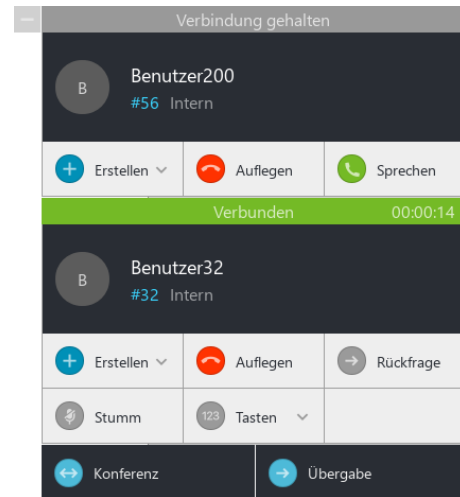 Verbindung gehalten
B
Benutzer200
#56 Intern
Erstellen Auflegen Sprechen
Verbunden 00:00:14
B
Benutzer32
#32 Intern
Erstellen Auflegen Rückfrage
Stumm 123 Tasten
Konferenz Übergabe